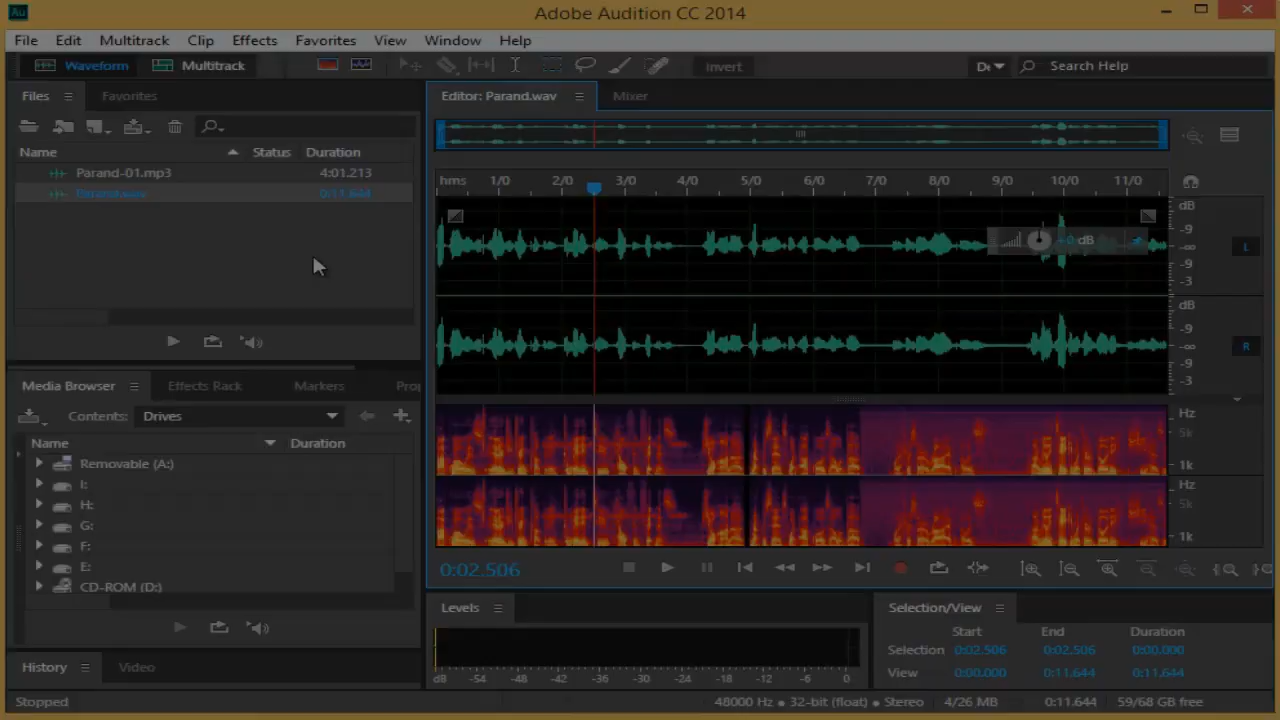 Au Adobe Audition CC 2014
File Edit Multitrack Clip Effects Favorites View Window Help
Waveform Multitrack Invert De Search Help
Files Favorites
Name Status Duration
Parand-01.mp3 4:01.213
Parand.wav 0:11.644
Editor: Parand.wav Mixer
hms 1/0 2/0 3/0 4/0 5/0 6/0 7/0 8/0 9/0 10/0 11/0
dB
-9
-∞
-9
-3
+0 dB
L
dB
-9
-∞
-9
-3
R
Hz
5k
1k
Hz
5k
1k
Media Browser Effects Rack Markers Prop
Contents: Drives
Name Duration
Removable (A:)
I:
H:
G:
F:
E:
CD-ROM (D:)
0:02.506
Levels
dB -54 -48 -42 -36 -30 -24 -18 -12 -6 0
Selection/View
Start End Duration
Selection 0:02.506 0:02.506 0:00.000
View 0:00.000 0:11.644 0:11.644
History Video
Stopped 48000 Hz • 32-bit (float) • Stereo 4/26 MB 0:11.644 59/68 GB free